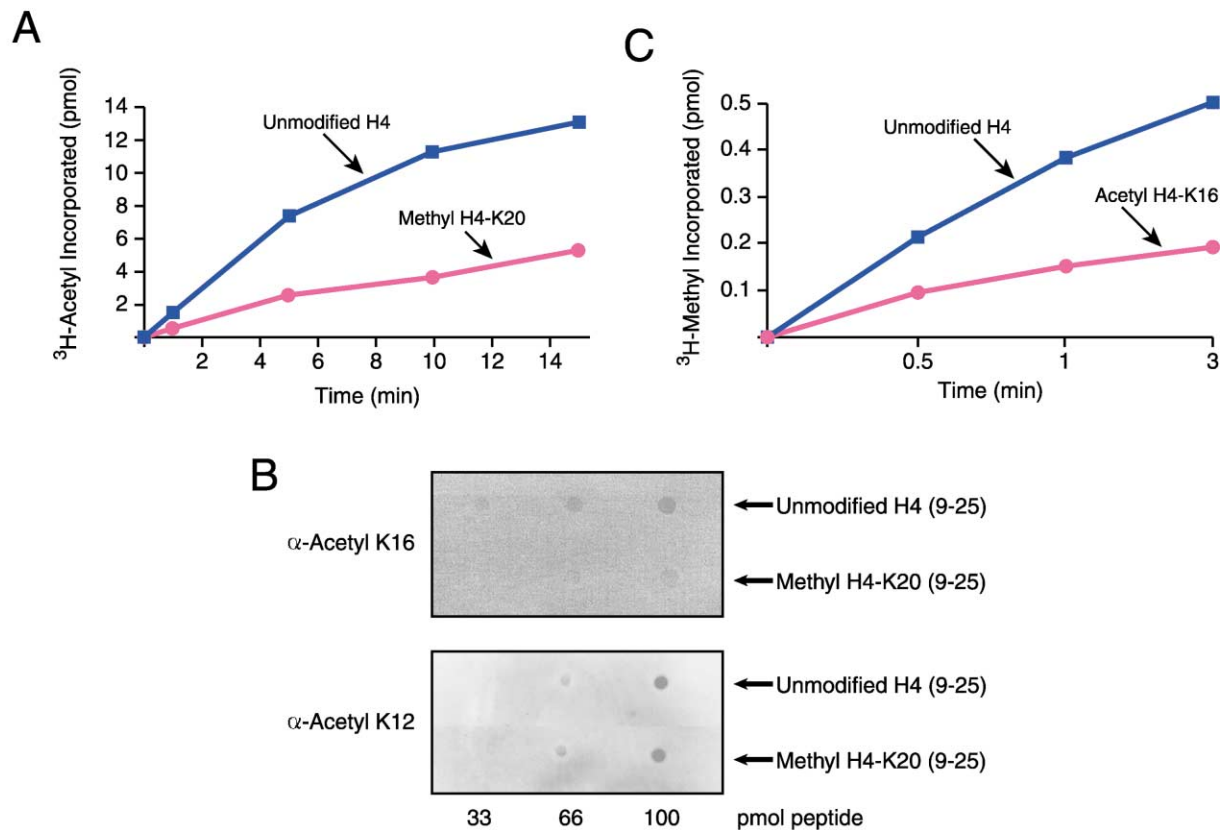 A
³H-Acetyl Incorporated (pmol)
14
12
10
8
6
4
2
Unmodified H4
Methyl H4-K20
2 4 6 8 10 12 14
Time (min)
C
³H-Methyl Incorporated (pmol)
0.5
0.4
0.3
0.2
0.1
Unmodified H4
Acetyl H4-K16
0.5 1 3
Time (min)
B
α-Acetyl K16
Unmodified H4 (9-25)
Methyl H4-K20 (9-25)
α-Acetyl K12
Unmodified H4 (9-25)
Methyl H4-K20 (9-25)
33 66 100 pmol peptide